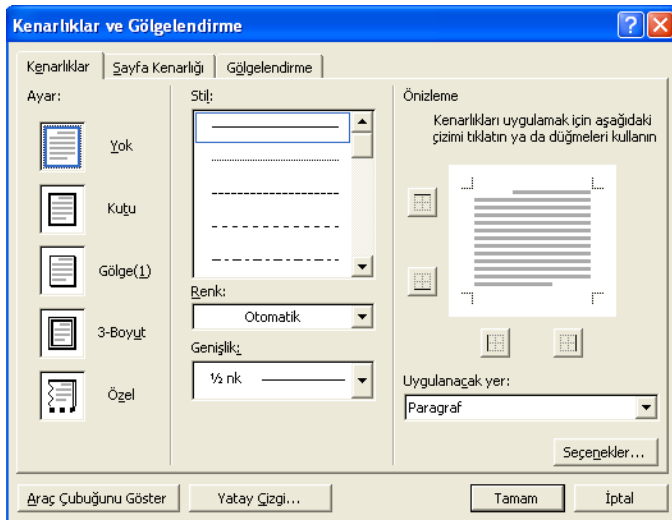 Kenarlıklar ve Gölgelendirme
Kenarlıklar
Sayfa Kenarlığı
Gölgelendirme
Ayar:
Yok
Kutu
Gölge(1)
3-Boyut
Özel
Stil:
Renk:
Otomatik
Genişlik:
½ nk
Önizleme
Kenarlıkları uygulamak için aşağıdaki
çizimi tıklatın ya da düğmeleri kullanın
Uygulanacak yer:
Paragraf
Seçenekler...
Araç Çubuğunu Göster
Yatay Çizgi...
Tamam
İptal